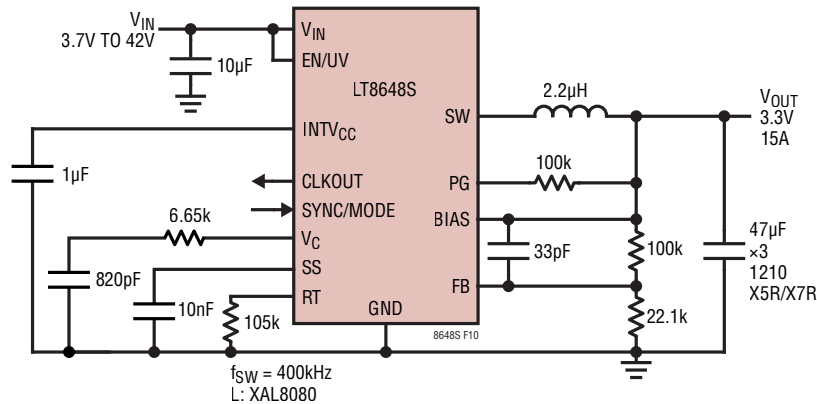 VIN
3.7V TO 42V
10µF
VIN
EN/UV
LT8648S
INTVCC
1µF
CLKOUT
SYNC/MODE
6.65k
VC
820pF
SS
10nF
RT
105k
GND
SW
2.2µH
PG
100k
BIAS
33pF
FB
100k
22.1k
VOUT
3.3V
15A
47µF
×3
1210
X5R/X7R
8648S F10
fSW = 400kHz
L: XAL8080